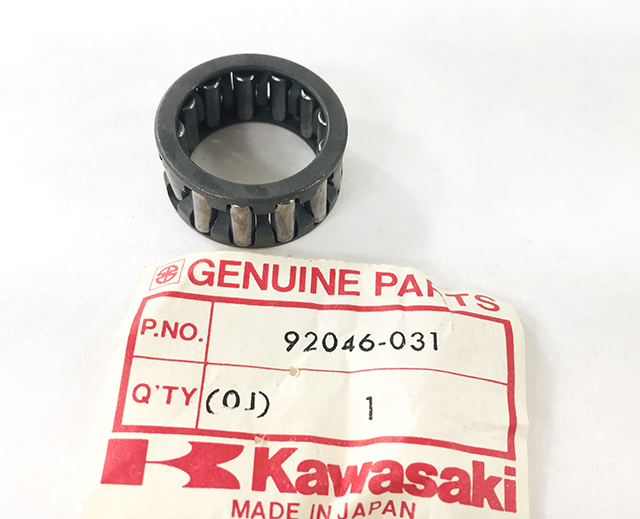 GENUINE PARTS
P.NO. 92046-031
Q'TY (OJ) 1
Kawasaki
MADE IN JAPAN